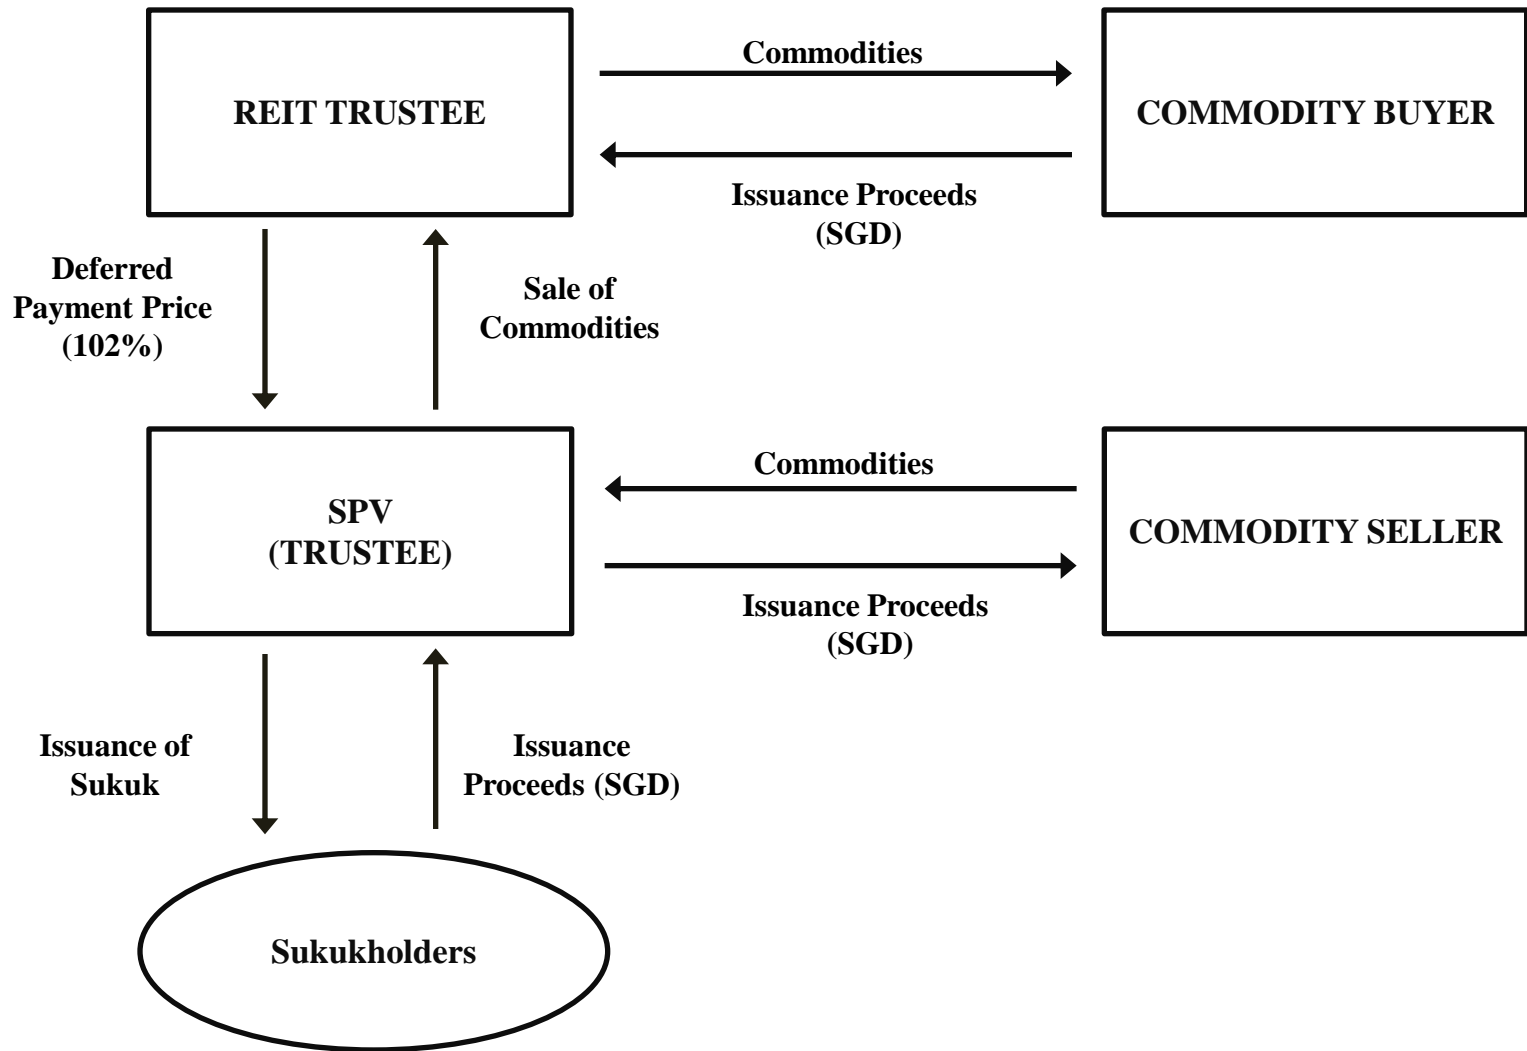 Commodities
REIT TRUSTEE
COMMODITY BUYER
Issuance Proceeds
(SGD)
Deferred
Payment Price
(102%)
Sale of
Commodities
Commodities
SPV
(TRUSTEE)
COMMODITY SELLER
Issuance Proceeds
(SGD)
Issuance of
Sukuk
Issuance
Proceeds (SGD)
Sukukholders